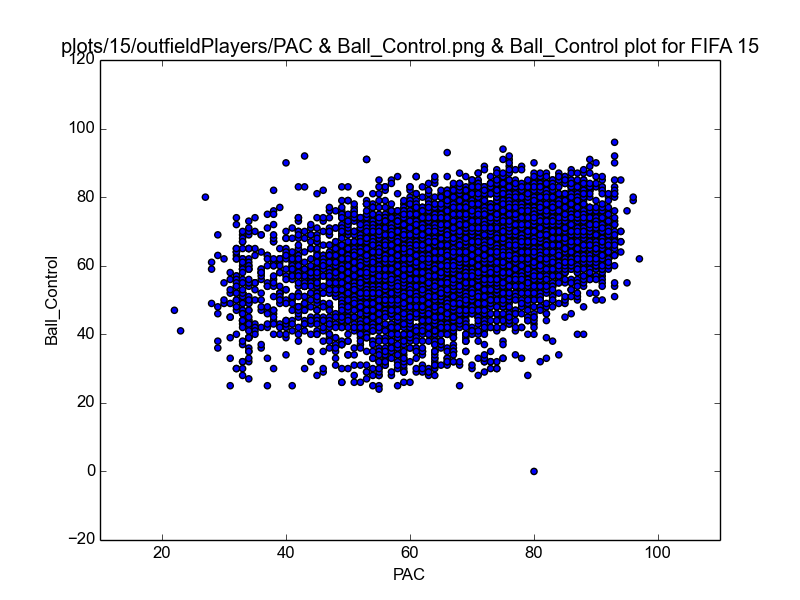 plots/15/outfieldPlayers/PAC & Ball_Control.png & Ball_Control plot for FIFA 15
120
100
80
60
40
20
0
−20
Ball_Control
20 40 60 80 100
PAC